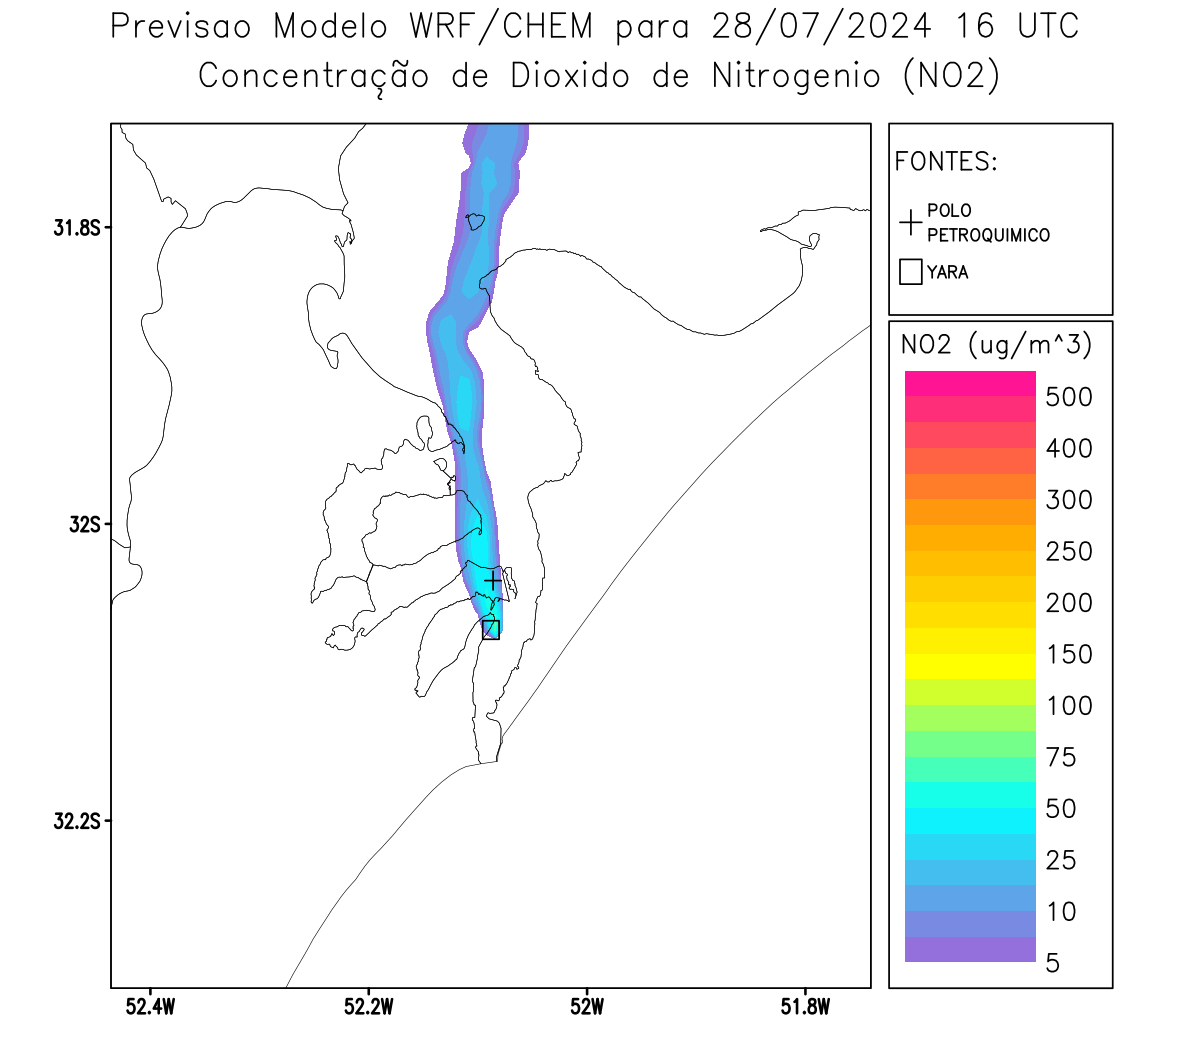 Previsao Modelo WRF/CHEM para 28/07/2024 16 UTC
Concentração de Dioxido de Nitrogenio (NO2)
FONTES:
POLO
PETROQUIMICO
YARA
NO2 (ug/m^3)
500
400
300
250
200
150
100
75
50
25
10
5
31.8S
32S
32.2S
52.4W
52.2W
52W
51.8W